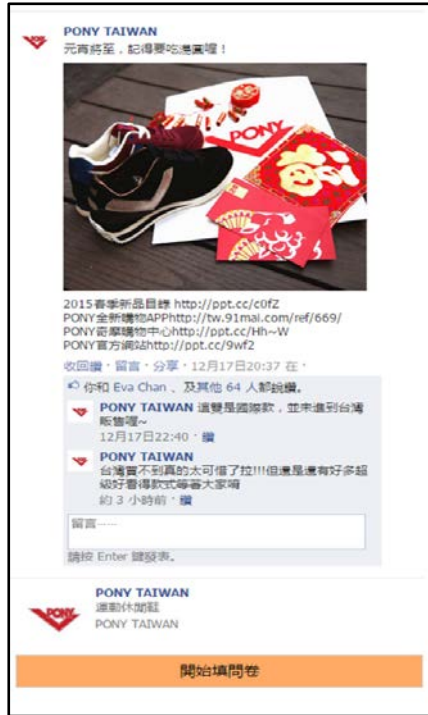 PONY TAIWAN
元宵將至，記得要吃湯圓喔！
PONY
2015春季新品目錄 http://ppt.cc/c0fZ
PONY全新購物APPhttp://tw.91mai.com/ref/669/
PONY奇摩購物中心http://ppt.cc/Hh~W
PONY官方網站http://ppt.cc/9wf2
收回讚・留言・分享・12月17日20:37 在・
你和 Eva Chan 、及其他 64 人都說讚。
PONY TAIWAN 這雙是國際款，並未進到台灣
販售喔~
12月17日22:40・讚
PONY TAIWAN
台灣買不到真的太可惜了拉!!!但還是還有好多超
級好看得款式等著大家唷
約 3 小時前・讚
留言......
請按 Enter 鍵發表。
PONY TAIWAN
PONY
運動休閒鞋
PONY TAIWAN
開始填問卷